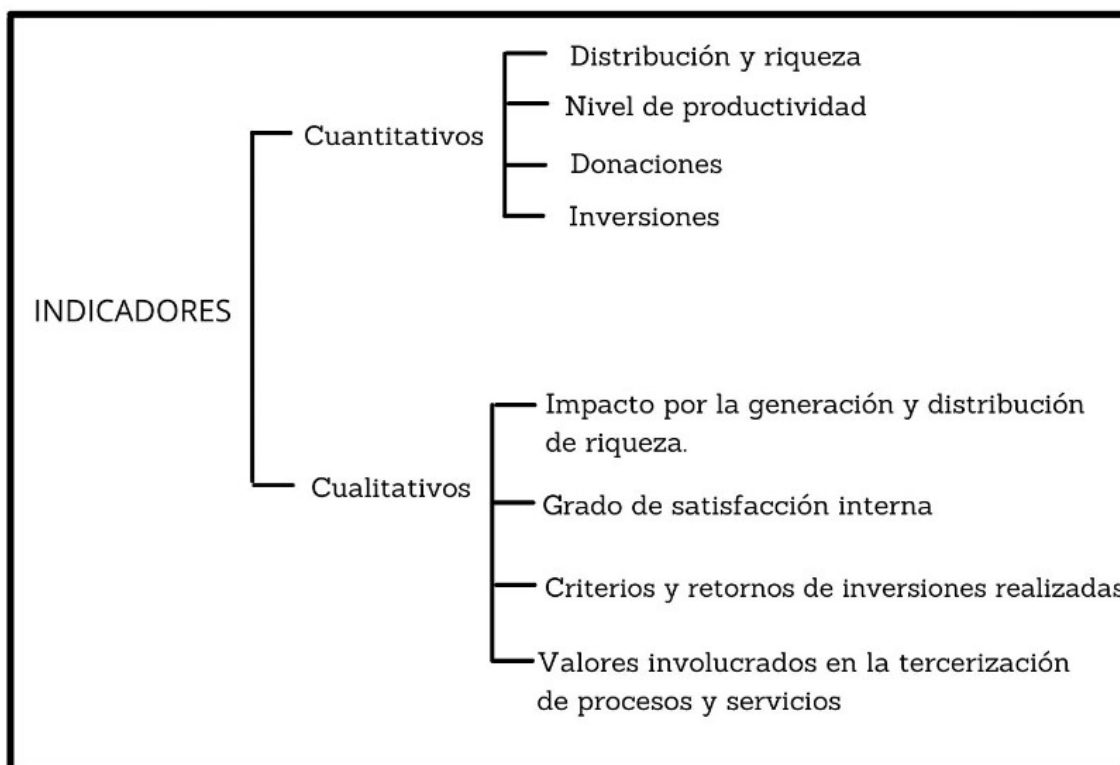 Distribución y riqueza
Nivel de productividad
Cuantitativos
Donaciones
Inversiones
INDICADORES
Impacto por la generación y distribución
de riqueza.
Cualitativos
Grado de satisfacción interna
Criterios y retornos de inversiones realizadas
Valores involucrados en la tercerización
de procesos y servicios